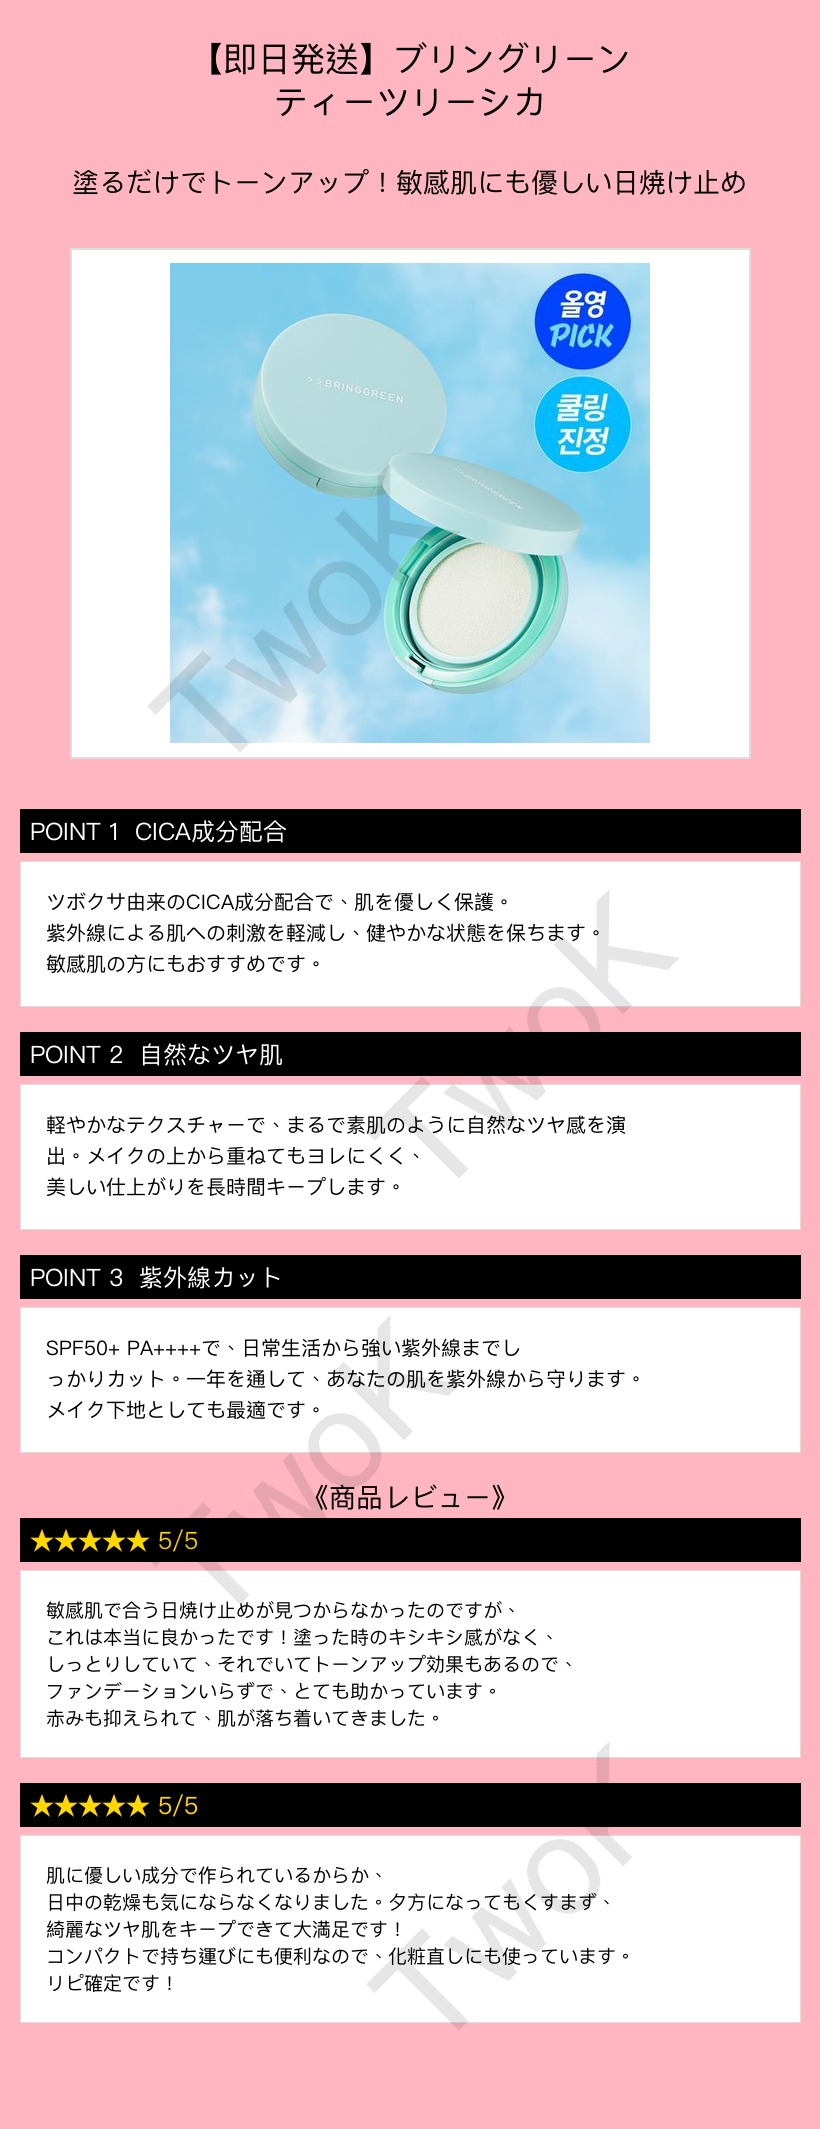 【即日発送】ブリングリーン
ティーツリーシカ
塗るだけでトーンアップ！敏感肌にも優しい日焼け止め
올영
PICK
쿨링
진정
>>BRINGGREEN
>>BRINGGREEN
TwoK
POINT 1 CICA成分配合
ツボクサ由来のCICA成分配合で、肌を優しく保護。
紫外線による肌への刺激を軽減し、健やかな状態を保ちます。
敏感肌の方にもおすすめです。
TwoK
POINT 2 自然なツヤ肌
軽やかなテクスチャーで、まるで素肌のように自然なツヤ感を演
出。メイクの上から重ねてもヨレにくく、
美しい仕上がりを長時間キープします。
POINT 3 紫外線カット
SPF50+ PA++++で、日常生活から強い紫外線までし
っかりカット。一年を通して、あなたの肌を紫外線から守ります。
メイク下地としても最適です。
TwoK
《商品レビュー》
★★★★★ 5/5
敏感肌で合う日焼け止めが見つからなかったのですが、
これは本当に良かったです！塗った時のキシキシ感がなく、
しっとりしていて、それでいてトーンアップ効果もあるので、
ファンデーションいらずで、とても助かっています。
赤みも抑えられて、肌が落ち着いてきました。
★★★★★ 5/5
肌に優しい成分で作られているからか、
日中の乾燥も気にならなくなりました。夕方になってもくすまず、
綺麗なツヤ肌をキープできて大満足です！
コンパクトで持ち運びにも便利なので、化粧直しにも使っています。
リピ確定です！
TwoK